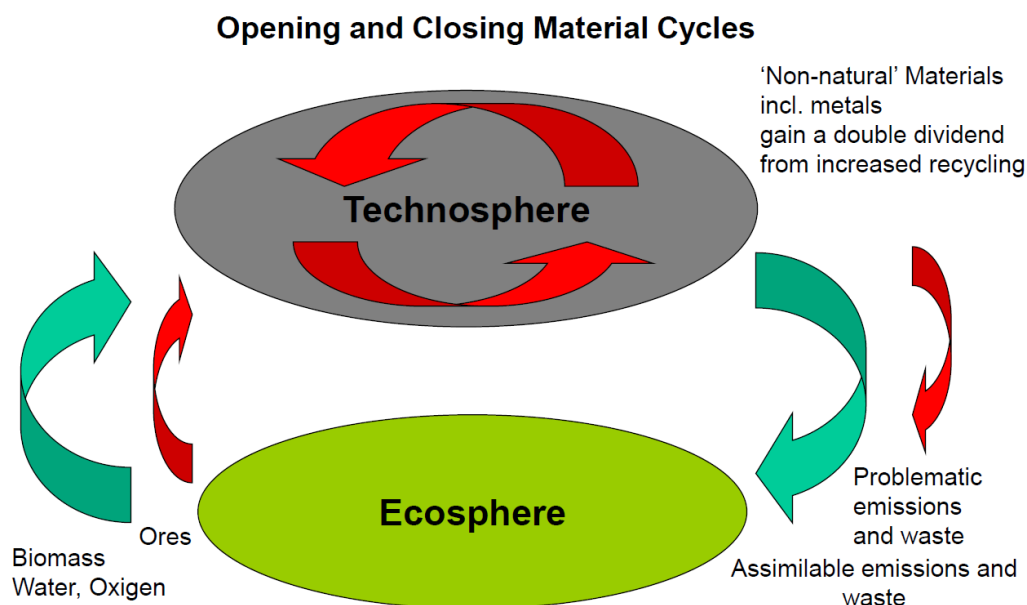 Opening and Closing Material Cycles
‘Non-natural’ Materials
incl. metals
gain a double dividend
from increased recycling
Technosphere
Ecosphere
Ores
Biomass
Water, Oxigen
Problematic
emissions
and waste
Assimilable emissions and
waste